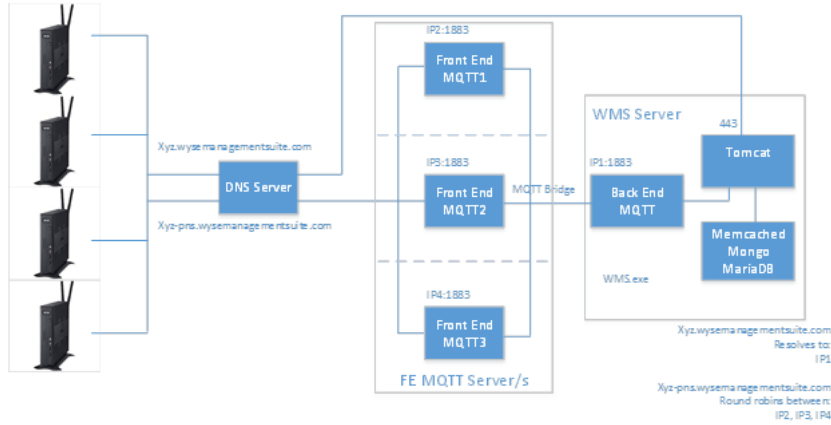 IP2:1883
Front End
MQTT1
WMS Server
443
Tomcat
Xyz.wysemanagementsuite.com
DNS Server
IP3:1883
Front End
MQTT2
MQTT Bridge
IP1:1883
Back End
MQTT
Xyz-pns.wysemanagementsuite.com
Memcached
Mongo
MariaDB
WMS.exe
IP4:1883
Front End
MQTT3
FE MQTT Server/s
Xyz.wysemanagementsuite.com
Resolves to:
IP1
Xyz-pns.wysemanagementsuite.com
Round robins between:
IP2, IP3, IP4